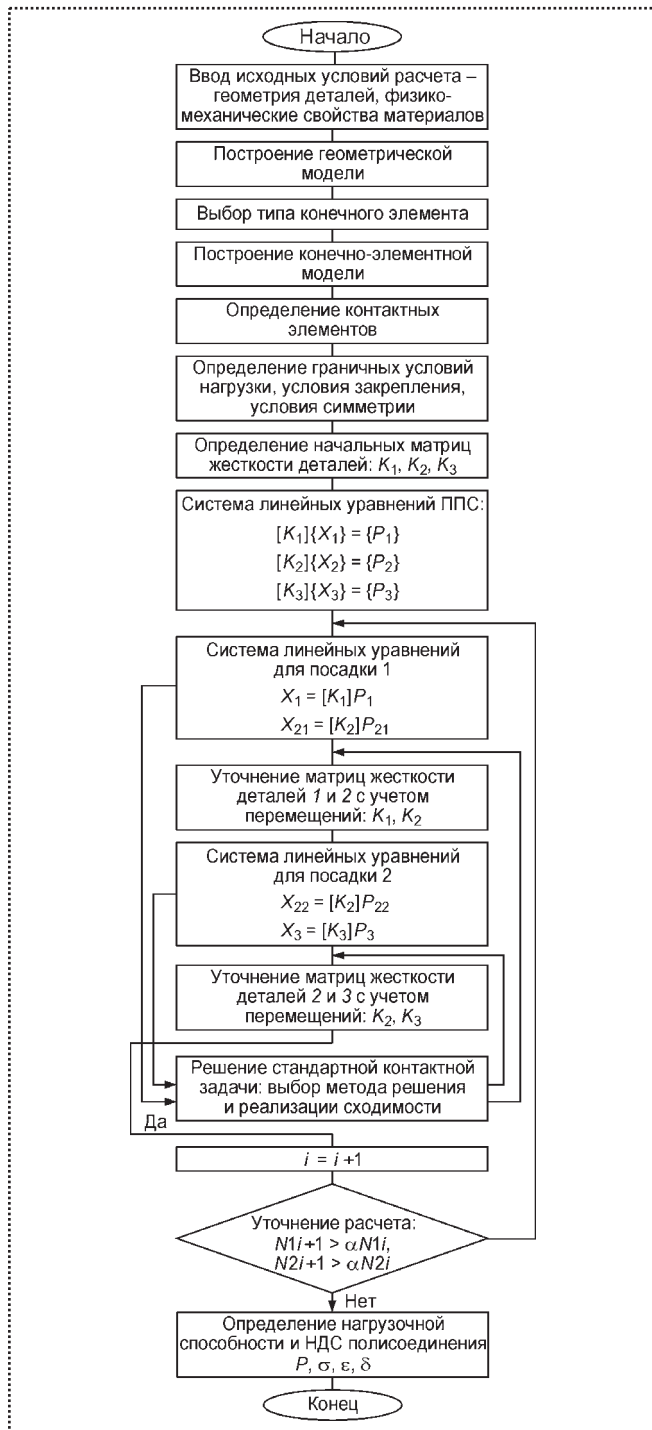 Начало
Ввод исходных условий расчета –
геометрия деталей, физико-
механические свойства материалов
Построение геометрической
модели
Выбор типа конечного элемента
Построение конечно-элементной
модели
Определение контактных
элементов
Определение граничных условий
нагрузки, условия закрепления,
условия симметрии
Определение начальных матриц
жесткости деталей: K₁, K₂, K₃
Система линейных уравнений ППС:
[K₁]{X₁} = {P₁}
[K₂]{X₂} = {P₂}
[K₃]{X₃} = {P₃}
Система линейных уравнений
для посадки 1
X₁ = [K₁]P₁
X₂₁ = [K₂]P₂₁
Уточнение матриц жесткости
деталей 1 и 2 с учетом
перемещений: K₁, K₂
Система линейных уравнений
для посадки 2
X₂₂ = [K₂]P₂₂
X₃ = [K₃]P₃
Уточнение матриц жесткости
деталей 2 и 3 с учетом
перемещений: K₂, K₃
Решение стандартной контактной
задачи: выбор метода решения
и реализации сходимости
Да
i = i +1
Уточнение расчета:
N1i+1 > αN1i,
N2i+1 > αN2i
Нет
Определение нагрузочной
способности и НДС полисоединения
P, σ, ε, δ
Конец